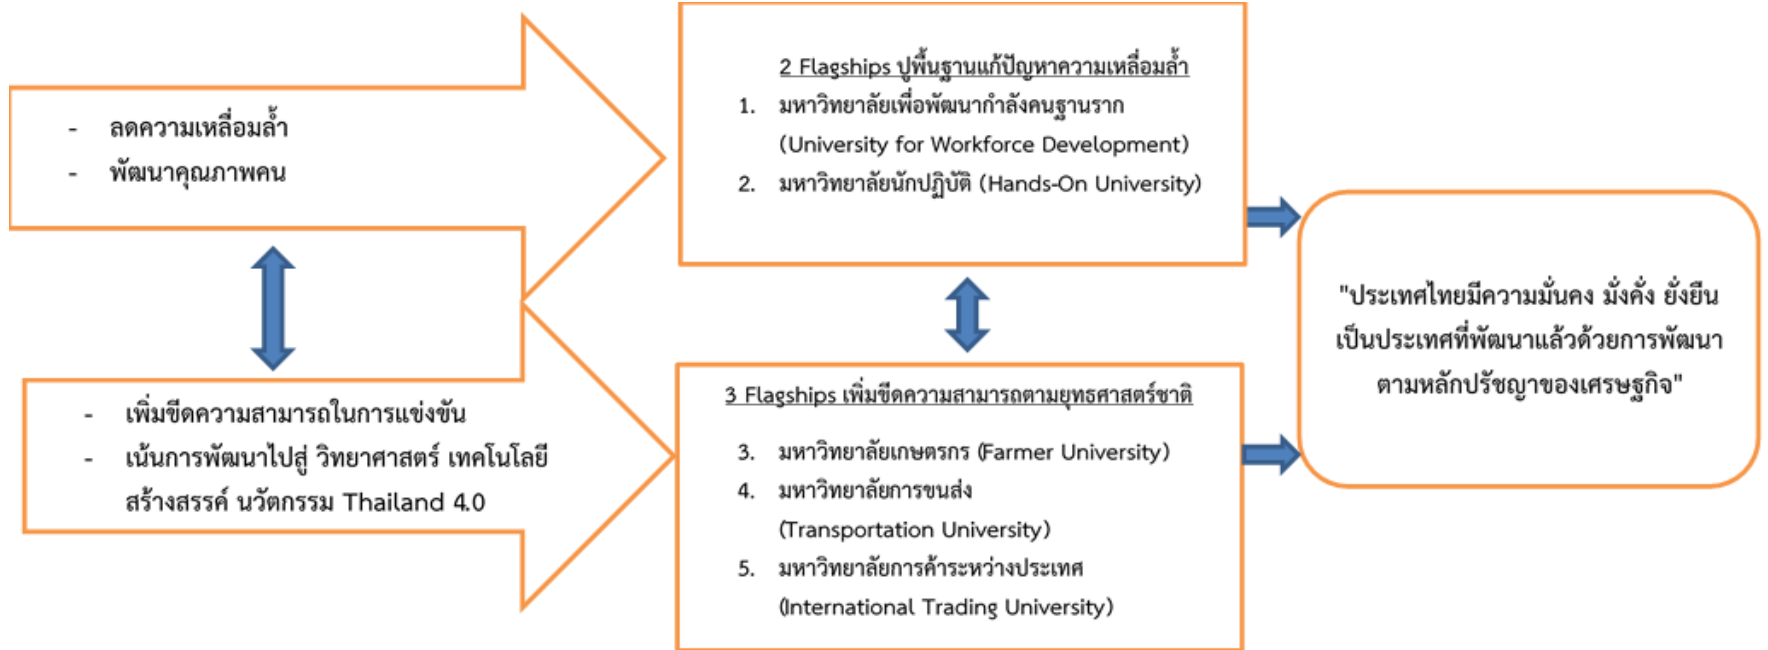 - ลดความเหลื่อมล้ำ
- พัฒนาคุณภาพคน
- เพิ่มขีดความสามารถในการแข่งขัน
- เน้นการพัฒนาไปสู่ วิทยาศาสตร์ เทคโนโลยี
สร้างสรรค์ นวัตกรรม Thailand 4.0
2 Flagships ปูพื้นฐานแก้ปัญหาความเหลื่อมล้ำ
1. มหาวิทยาลัยเพื่อพัฒนากำลังคนฐานราก
(University for Workforce Development)
2. มหาวิทยาลัยนักปฏิบัติ (Hands-On University)
3 Flagships เพิ่มขีดความสามารถตามยุทธศาสตร์ชาติ
3. มหาวิทยาลัยเกษตรกร (Farmer University)
4. มหาวิทยาลัยการขนส่ง
(Transportation University)
5. มหาวิทยาลัยการค้าระหว่างประเทศ
(International Trading University)
"ประเทศไทยมีความมั่นคง มั่งคั่ง ยั่งยืน
เป็นประเทศที่พัฒนาแล้วด้วยการพัฒนา
ตามหลักปรัชญาของเศรษฐกิจ"